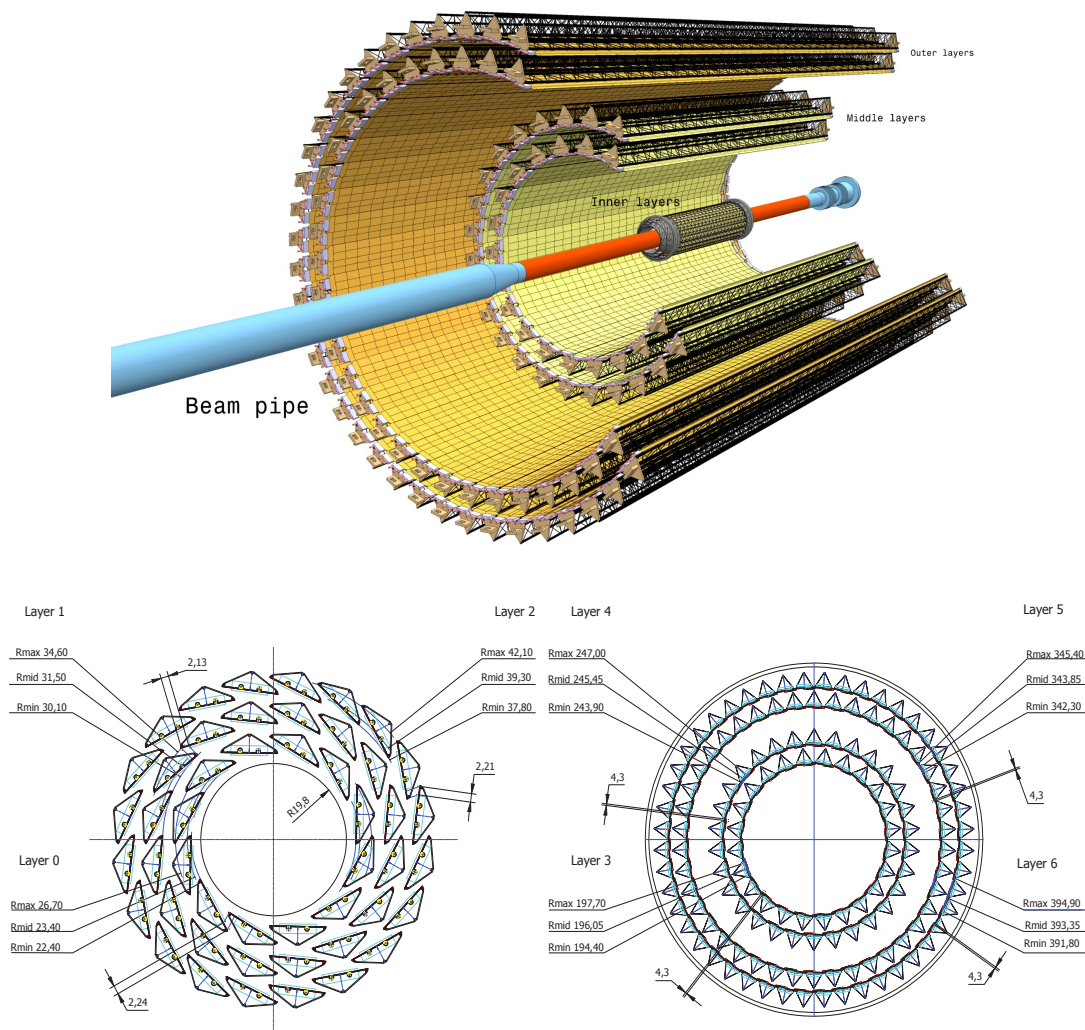 Outer layers
Middle layers
Inner layers
Beam pipe
Layer 1
Layer 2
Rmax 34,60
Rmid 31,50
Rmin 30,10
2,13
Rmax 42,10
Rmid 39,30
Rmin 37,80
2,21
R19,8
Layer 0
Rmax 26,70
Rmid 23,40
Rmin 22,40
2,24
Layer 4
Layer 5
Rmax 247,00
Rmid 245,45
Rmin 243,90
Rmax 345,40
Rmid 343,85
Rmin 342,30
4,3
4,3
Layer 3
Layer 6
Rmax 197,70
Rmid 196,05
Rmin 194,40
Rmax 394,90
Rmid 393,35
Rmin 391,80
4,3
4,3